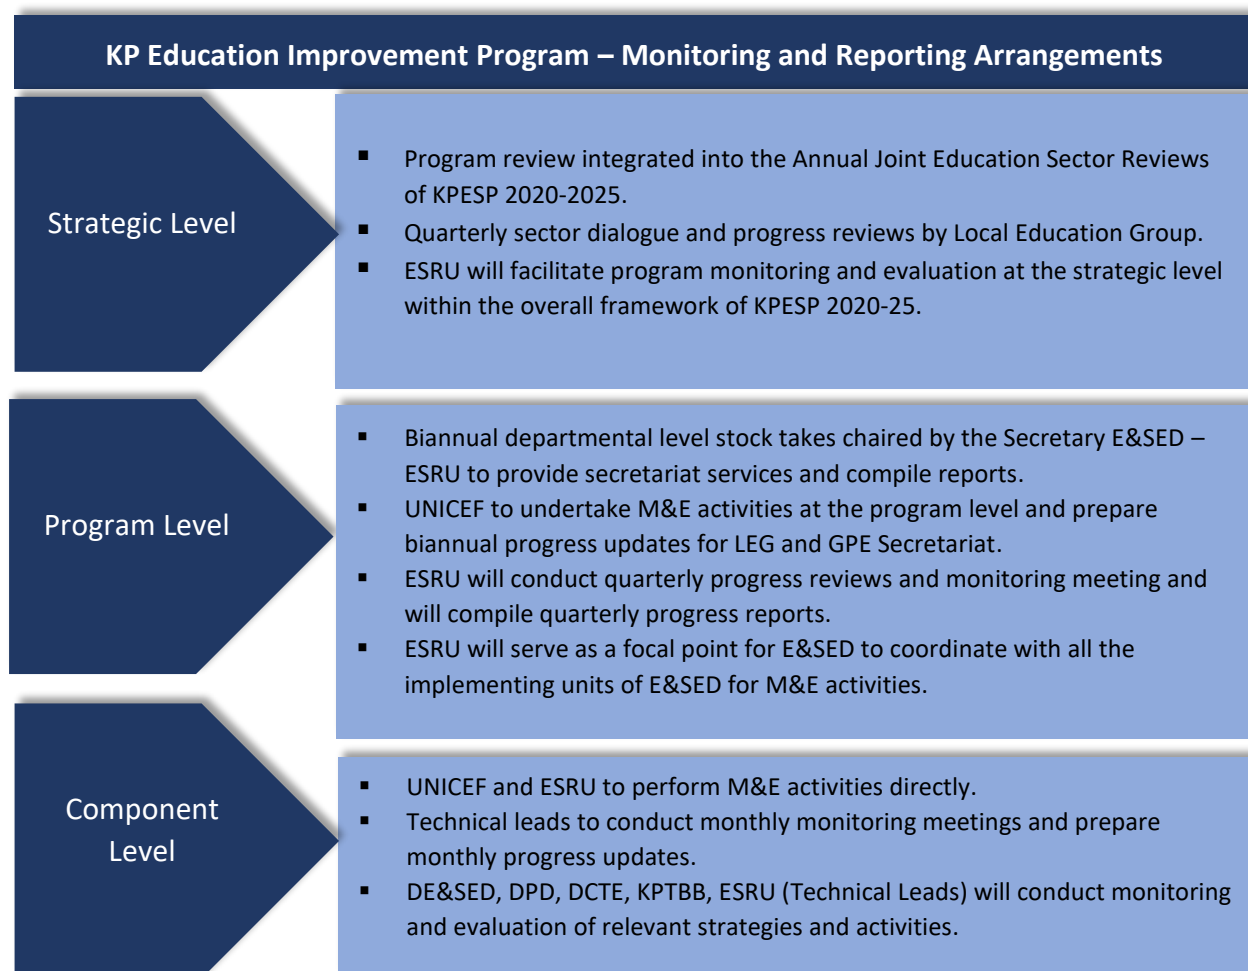 KP Education Improvement Program – Monitoring and Reporting Arrangements
Strategic Level
▪ Program review integrated into the Annual Joint Education Sector Reviews
of KPESP 2020-2025.
▪ Quarterly sector dialogue and progress reviews by Local Education Group.
▪ ESRU will facilitate program monitoring and evaluation at the strategic level
within the overall framework of KPESP 2020-25.
Program Level
▪ Biannual departmental level stock takes chaired by the Secretary E&SED –
ESRU to provide secretariat services and compile reports.
▪ UNICEF to undertake M&E activities at the program level and prepare
biannual progress updates for LEG and GPE Secretariat.
▪ ESRU will conduct quarterly progress reviews and monitoring meeting and
will compile quarterly progress reports.
▪ ESRU will serve as a focal point for E&SED to coordinate with all the
implementing units of E&SED for M&E activities.
Component
Level
▪ UNICEF and ESRU to perform M&E activities directly.
▪ Technical leads to conduct monthly monitoring meetings and prepare
monthly progress updates.
▪ DE&SED, DPD, DCTE, KPTBB, ESRU (Technical Leads) will conduct monitoring
and evaluation of relevant strategies and activities.